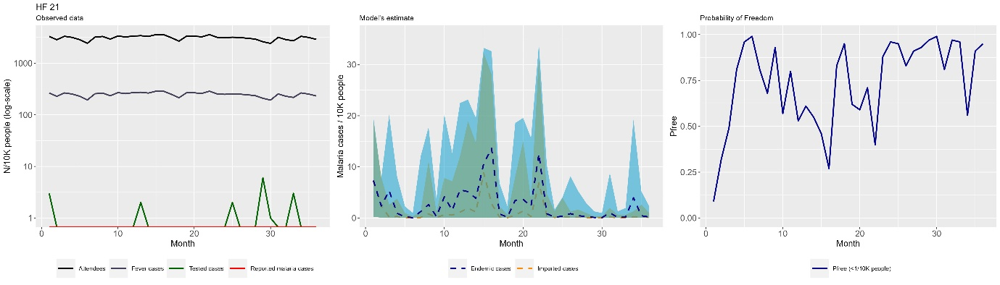 HF 21
Observed data
N/10K people (log-scale)
1000
100
10
1
0
10
20
30
Month
Attendees
Fever cases
Tested cases
Reported malaria cases
Model's estimate
Malaria cases / 10K people
30
20
10
0
0
10
20
30
Month
Endemic cases
Imported cases
Probability of Freedom
Pfree
1.00
0.75
0.50
0.25
0.00
0
10
20
30
Month
Pfree (<1/10K people)